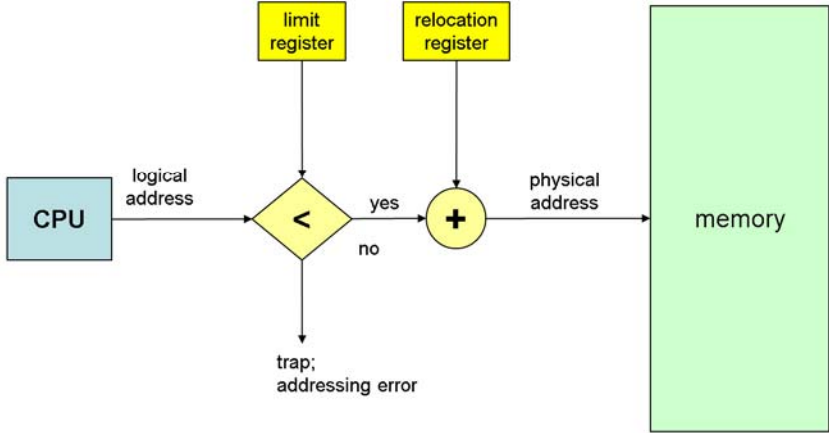 limit
register
relocation
register
logical
address
CPU
<
yes
no
+
physical
address
memory
trap;
addressing error